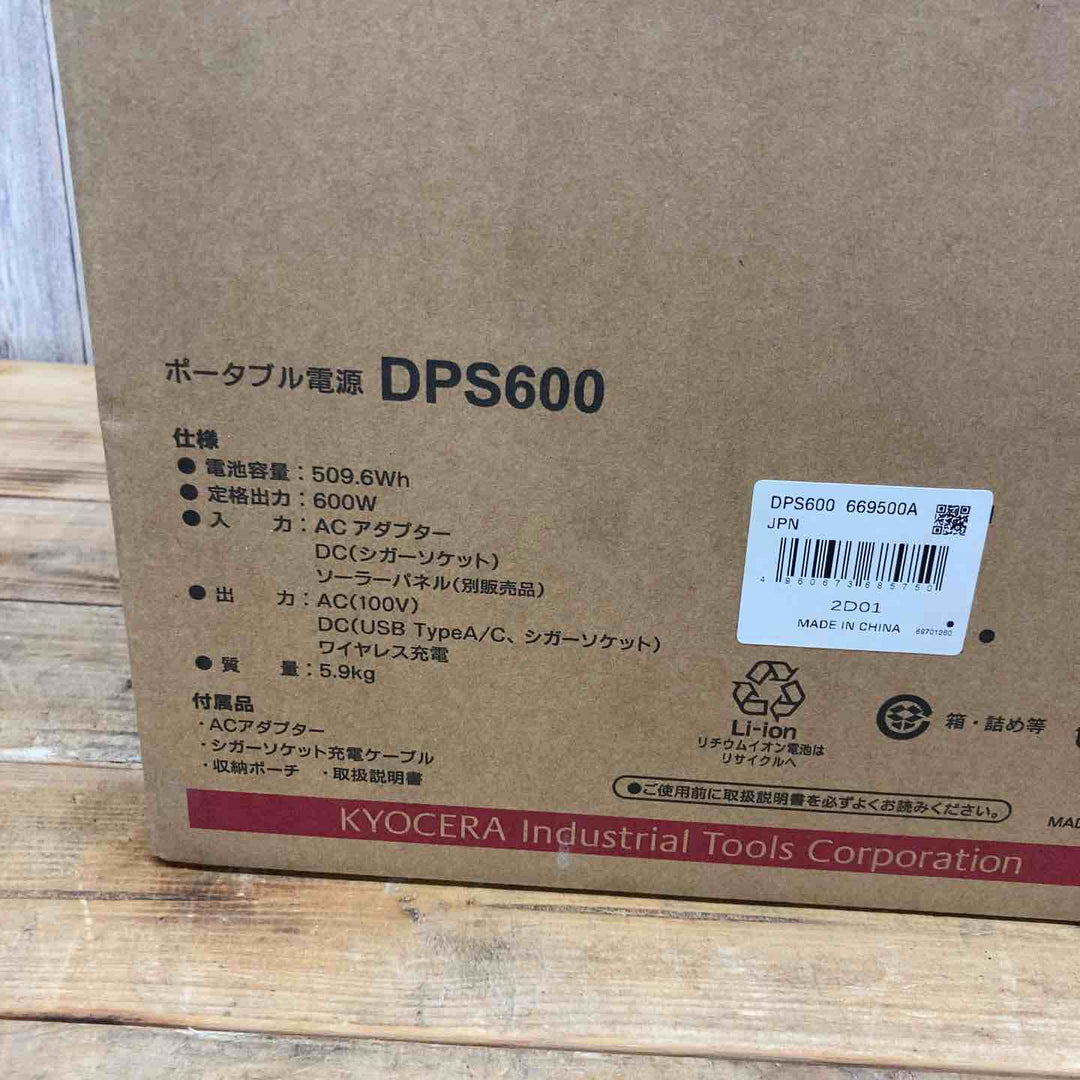 ポータブル電源 DPS600
仕様
● 電池容量：509.6Wh
● 定格出力：600W
● 入　力：AC アダプター
DC(シガーソケット)
ソーラーパネル(別販売品)
● 出　力：AC(100V)
DC(USB TypeA/C、シガーソケット)
ワイヤレス充電
● 質　量：5.9kg
付属品
・ACアダプター
・シガーソケット充電ケーブル
・収納ポーチ ・取扱説明書
DPS600 669500A
JPN
4 960673 685750
2D01
MADE IN CHINA
69701260
Li-ion
リチウムイオン電池は
リサイクルへ
箱・詰め等
●ご使用前に取扱説明書を必ずよくお読みください。
KYOCERA Industrial Tools Corporation